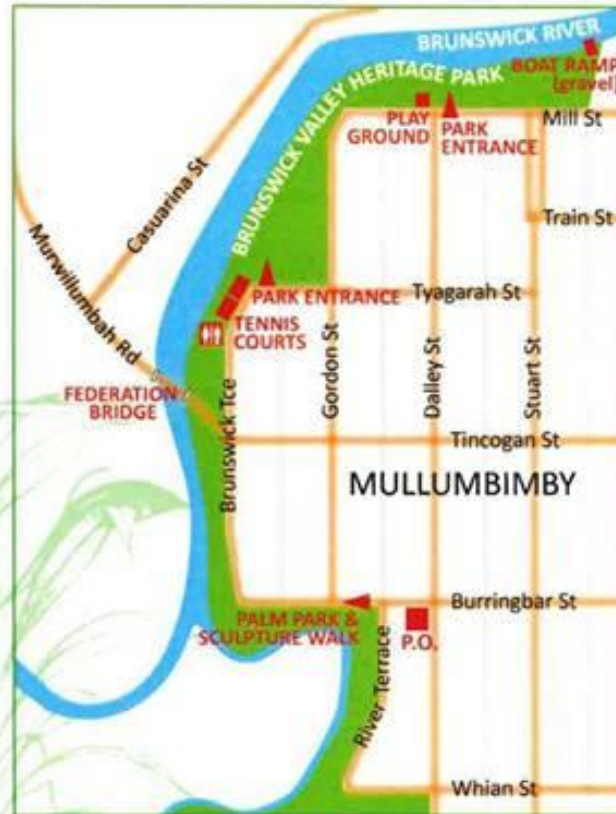 BRUNSWICK RIVER
BRUNSWICK VALLEY HERITAGE PARK
BOAT RAMP
(gravel)
PLAY
GROUND
PARK
ENTRANCE
Mill St
Casuarina St
Train St
Murwillumbah Rd
PARK ENTRANCE
Tyagarah St
TENNIS
COURTS
Gordon St
Dalley St
Stuart St
FEDERATION
BRIDGE
Brunswick Tce
Tincogan St
MULLUMBIMBY
Burringbar St
PALM PARK &
SCULPTURE WALK
P.O.
River Terrace
Whian St